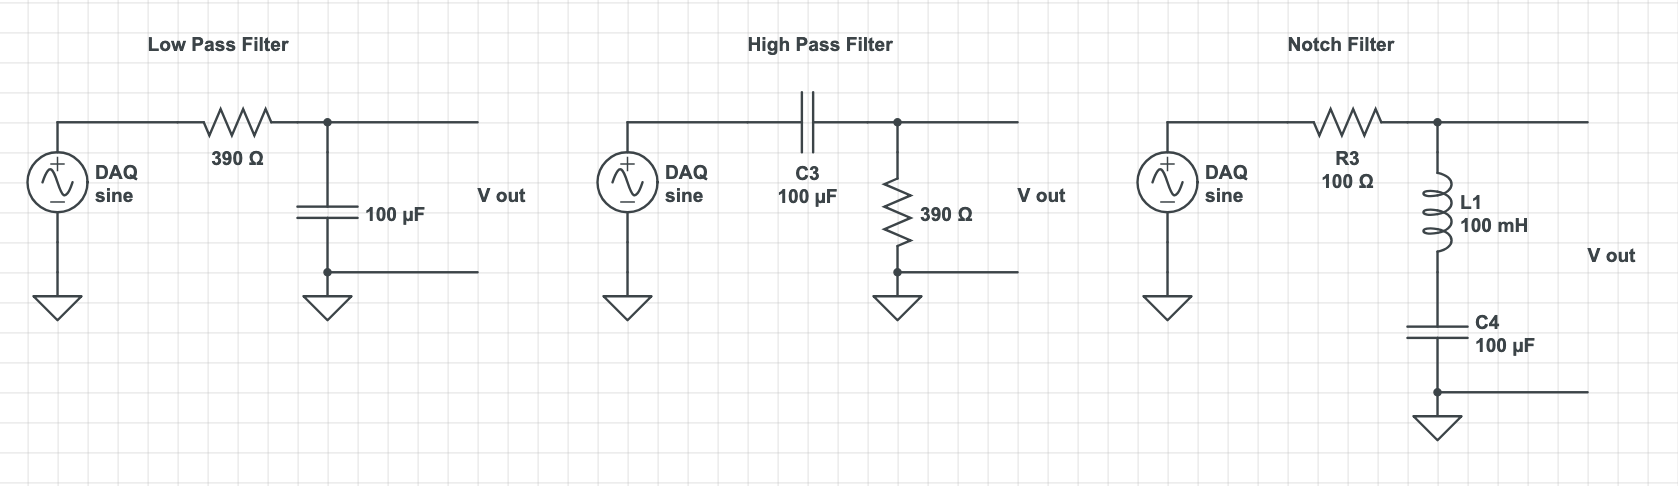 Low Pass Filter
390 Ω
DAQ
sine
100 µF
V out
High Pass Filter
C3
100 µF
DAQ
sine
390 Ω
V out
Notch Filter
R3
100 Ω
DAQ
sine
L1
100 mH
V out
C4
100 µF